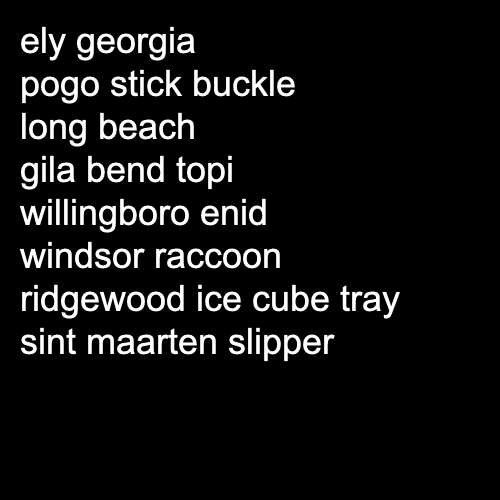 ely georgia
pogo stick buckle
long beach
gila bend topi
willingboro enid
windsor raccoon
ridgewood ice cube tray
sint maarten slipper